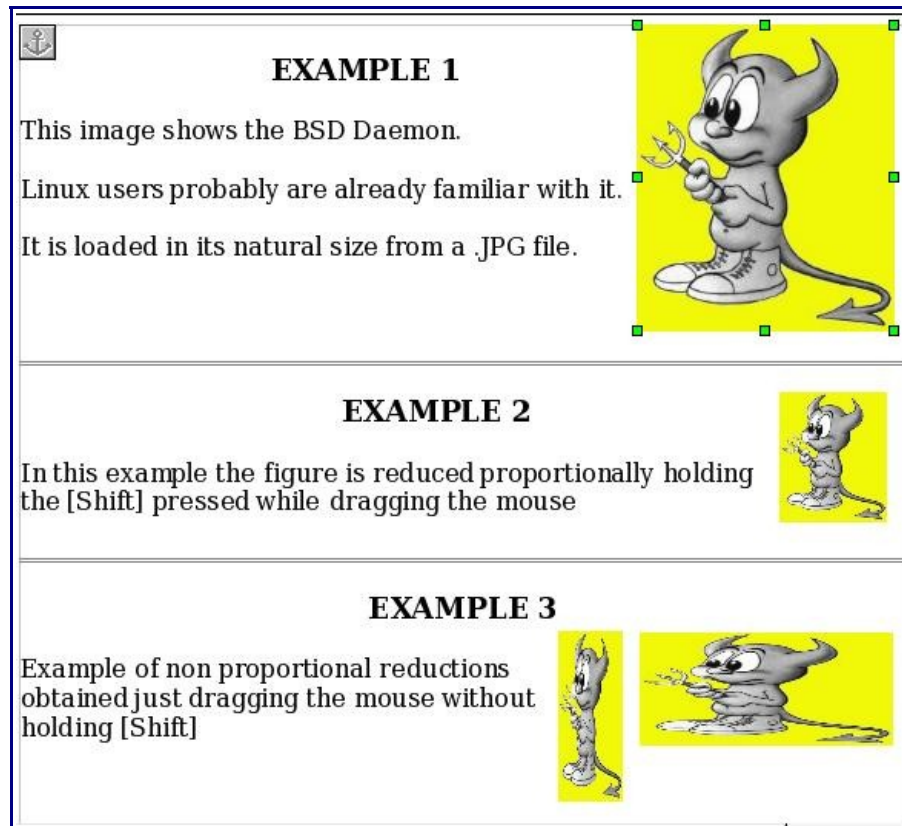 EXAMPLE 1
This image shows the BSD Daemon.
Linux users probably are already familiar with it.
It is loaded in its natural size from a .JPG file.
EXAMPLE 2
In this example the figure is reduced proportionally holding
the [Shift] pressed while dragging the mouse
EXAMPLE 3
Example of non proportional reductions
obtained just dragging the mouse without
holding [Shift]